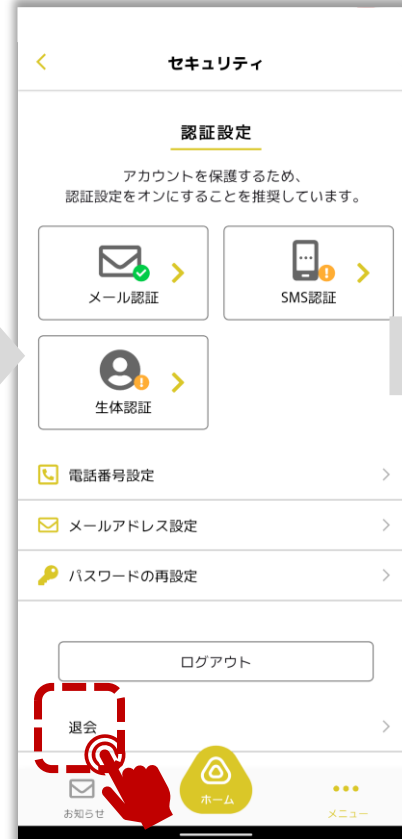 セキュリティ
認証設定
アカウントを保護するため、
認証設定をオンにすることを推奨しています。
メール認証
SMS認証
生体認証
電話番号設定
メールアドレス設定
パスワードの再設定
ログアウト
退会
お知らせ
ホーム
メニュー